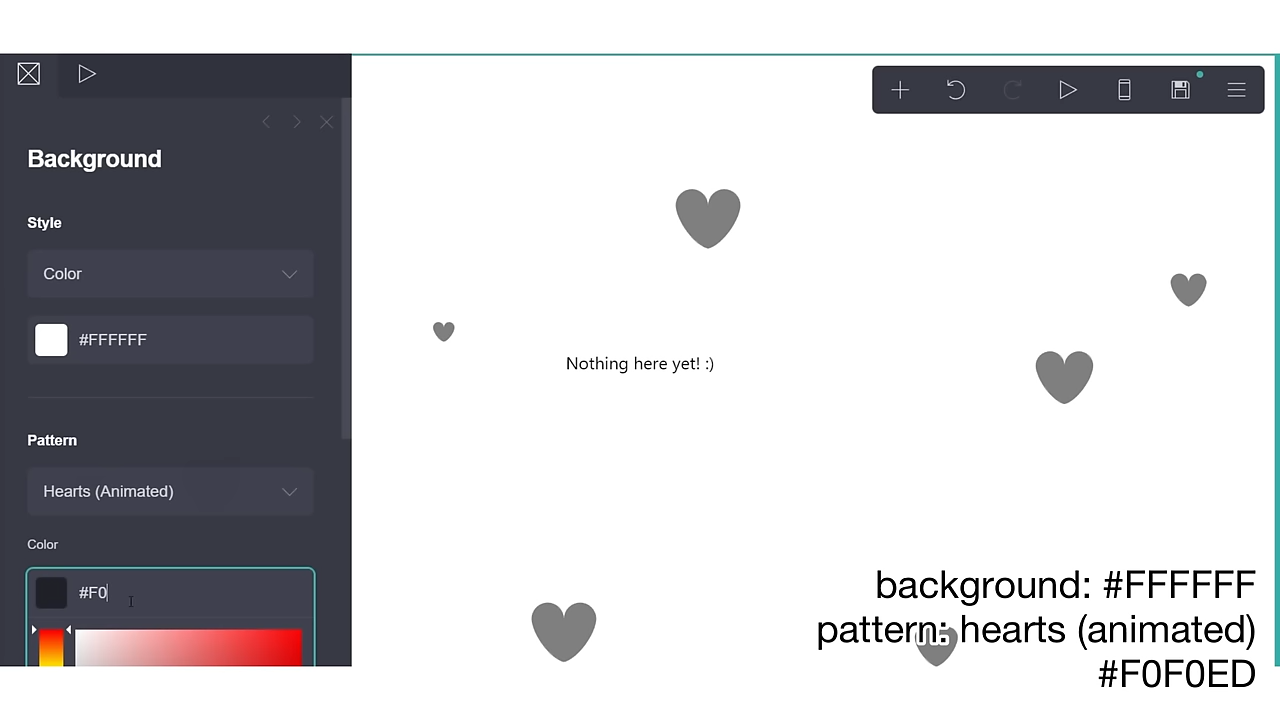 Background
Style
Color
#FFFFFF
Pattern
Hearts (Animated)
Color
#F0
Nothing here yet! :)
background: #FFFFFF
pattern: hearts (animated)
#F0F0ED